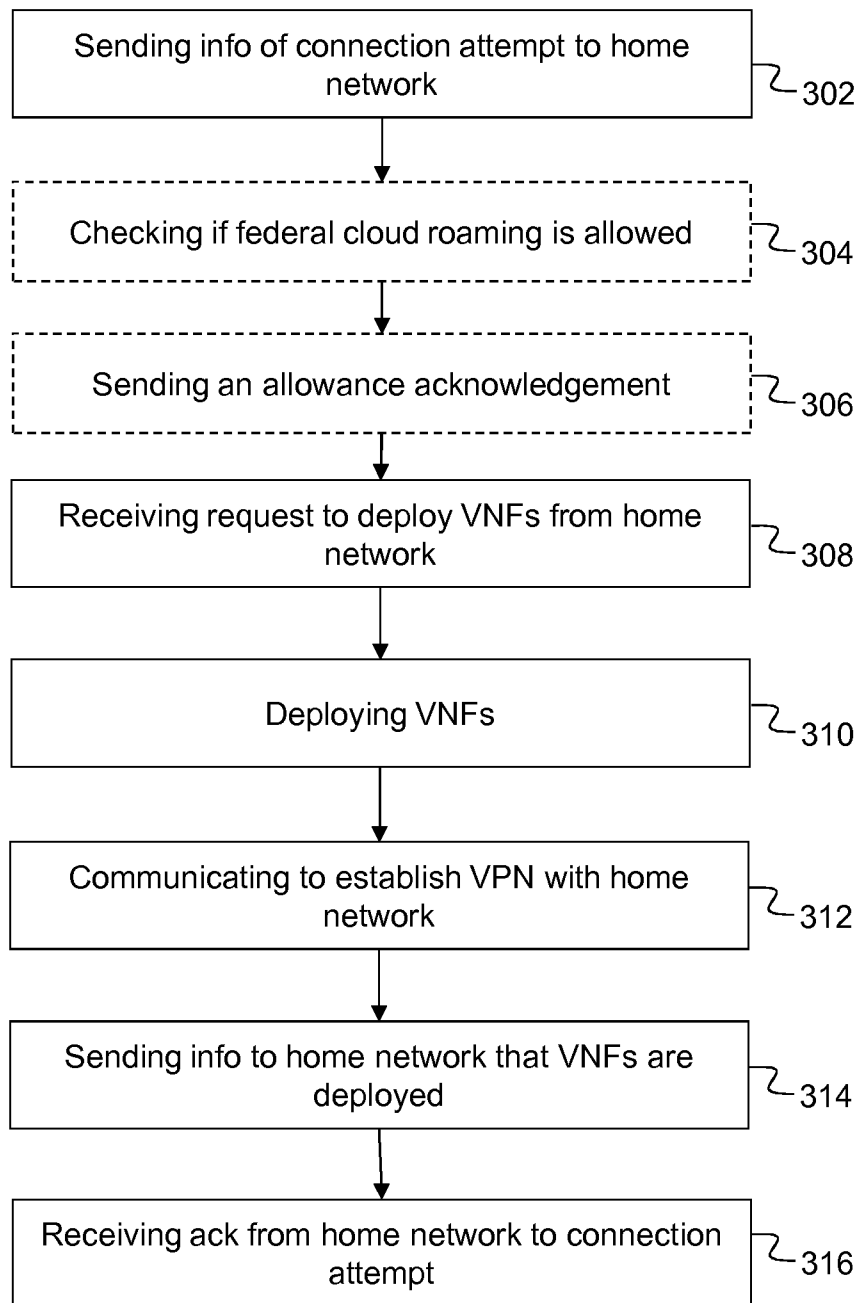 Sending info of connection attempt to home
network
302
Checking if federal cloud roaming is allowed
304
Sending an allowance acknowledgement
306
Receiving request to deploy VNFs from home
network
308
Deploying VNFs
310
Communicating to establish VPN with home
network
312
Sending info to home network that VNFs are
deployed
314
Receiving ack from home network to connection
attempt
316